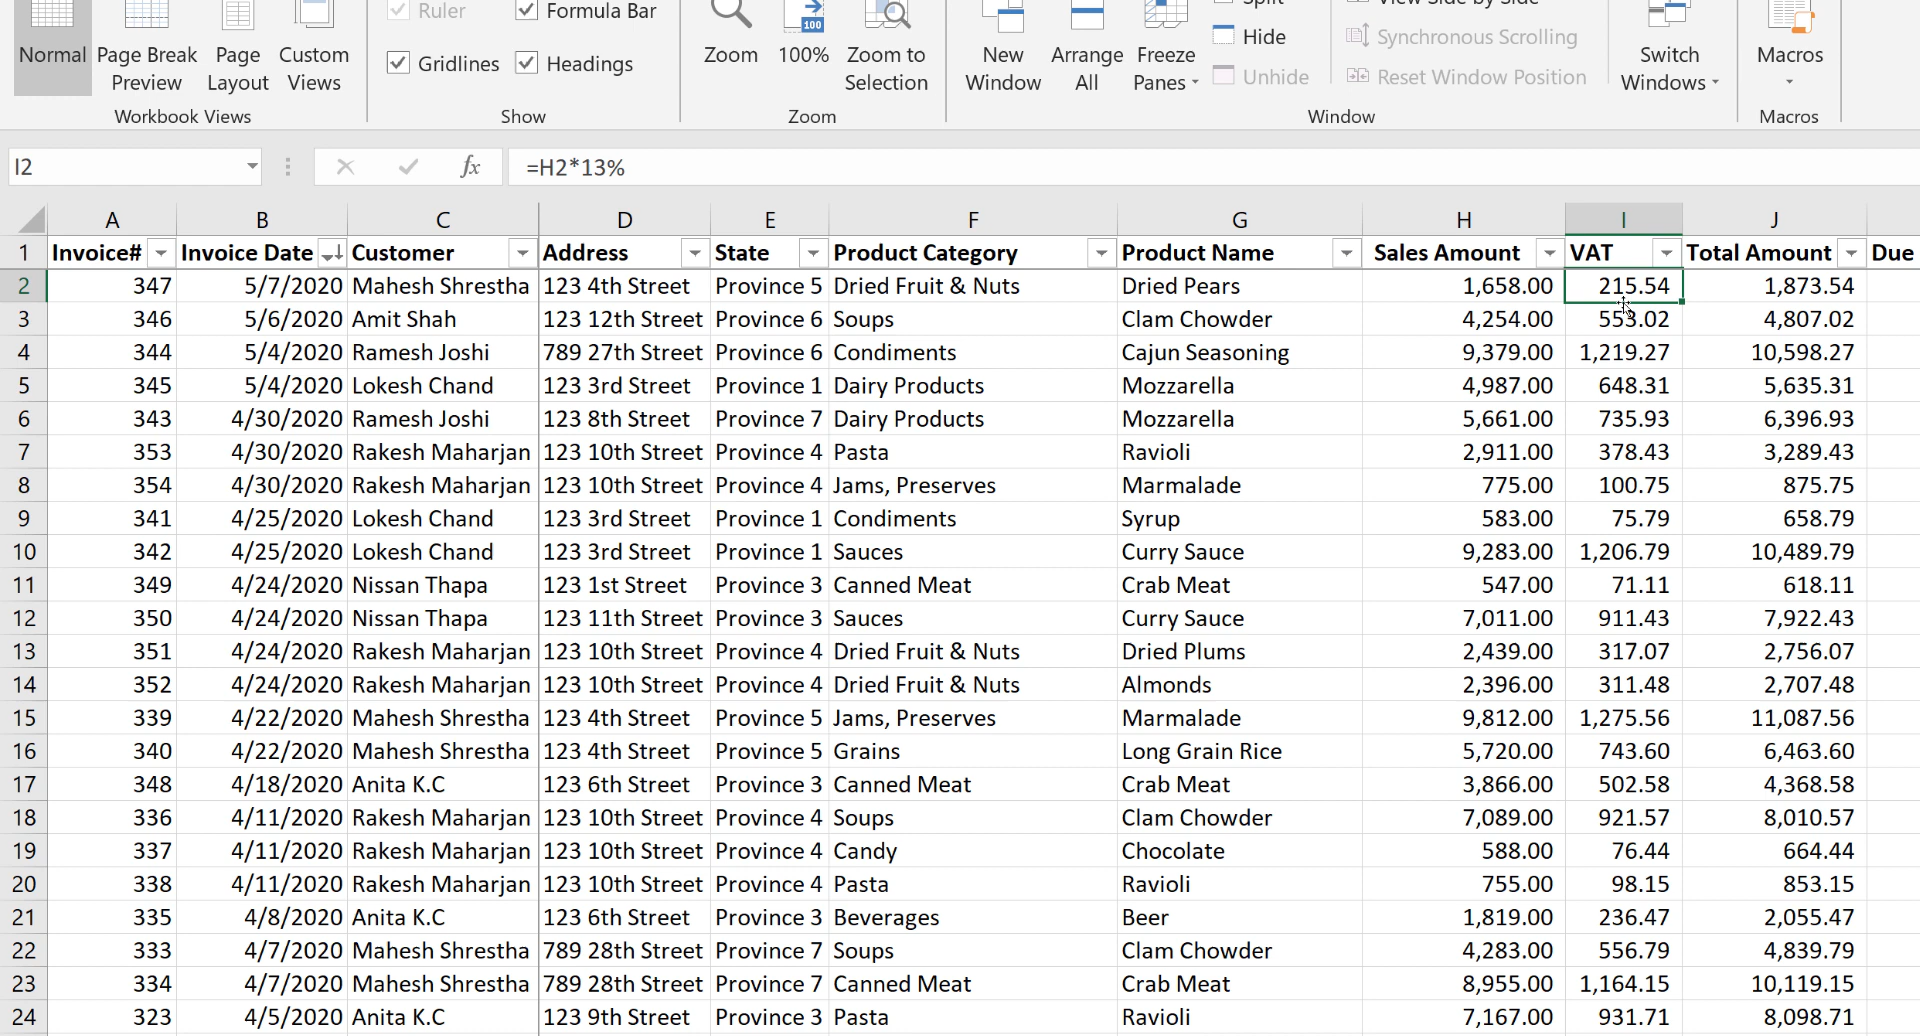 Ruler Formula Bar Split View Side by Side
Normal Page Break Preview Page Layout Custom Views Gridlines Headings Zoom 100% Zoom to Selection New Window Arrange All Freeze Panes Hide Unhide Synchronous Scrolling Reset Window Position Switch Windows Macros
100
Workbook Views Show Zoom Window Macros
I2 fx =H2*13%
A B C D E F G H I J
1 Invoice# Invoice Date Customer Address State Product Category Product Name Sales Amount VAT Total Amount Due
2 347 5/7/2020 Mahesh Shrestha 123 4th Street Province 5 Dried Fruit & Nuts Dried Pears 1,658.00 215.54 1,873.54
3 346 5/6/2020 Amit Shah 123 12th Street Province 6 Soups Clam Chowder 4,254.00 553.02 4,807.02
4 344 5/4/2020 Ramesh Joshi 789 27th Street Province 6 Condiments Cajun Seasoning 9,379.00 1,219.27 10,598.27
5 345 5/4/2020 Lokesh Chand 123 3rd Street Province 1 Dairy Products Mozzarella 4,987.00 648.31 5,635.31
6 343 4/30/2020 Ramesh Joshi 123 8th Street Province 7 Dairy Products Mozzarella 5,661.00 735.93 6,396.93
7 353 4/30/2020 Rakesh Maharjan 123 10th Street Province 4 Pasta Ravioli 2,911.00 378.43 3,289.43
8 354 4/30/2020 Rakesh Maharjan 123 10th Street Province 4 Jams, Preserves Marmalade 775.00 100.75 875.75
9 341 4/25/2020 Lokesh Chand 123 3rd Street Province 1 Condiments Syrup 583.00 75.79 658.79
10 342 4/25/2020 Lokesh Chand 123 3rd Street Province 1 Sauces Curry Sauce 9,283.00 1,206.79 10,489.79
11 349 4/24/2020 Nissan Thapa 123 1st Street Province 3 Canned Meat Crab Meat 547.00 71.11 618.11
12 350 4/24/2020 Nissan Thapa 123 11th Street Province 3 Sauces Curry Sauce 7,011.00 911.43 7,922.43
13 351 4/24/2020 Rakesh Maharjan 123 10th Street Province 4 Dried Fruit & Nuts Dried Plums 2,439.00 317.07 2,756.07
14 352 4/24/2020 Rakesh Maharjan 123 10th Street Province 4 Dried Fruit & Nuts Almonds 2,396.00 311.48 2,707.48
15 339 4/22/2020 Mahesh Shrestha 123 4th Street Province 5 Jams, Preserves Marmalade 9,812.00 1,275.56 11,087.56
16 340 4/22/2020 Mahesh Shrestha 123 4th Street Province 5 Grains Long Grain Rice 5,720.00 743.60 6,463.60
17 348 4/18/2020 Anita K.C 123 6th Street Province 3 Canned Meat Crab Meat 3,866.00 502.58 4,368.58
18 336 4/11/2020 Rakesh Maharjan 123 10th Street Province 4 Soups Clam Chowder 7,089.00 921.57 8,010.57
19 337 4/11/2020 Rakesh Maharjan 123 10th Street Province 4 Candy Chocolate 588.00 76.44 664.44
20 338 4/11/2020 Rakesh Maharjan 123 10th Street Province 4 Pasta Ravioli 755.00 98.15 853.15
21 335 4/8/2020 Anita K.C 123 6th Street Province 3 Beverages Beer 1,819.00 236.47 2,055.47
22 333 4/7/2020 Mahesh Shrestha 789 28th Street Province 7 Soups Clam Chowder 4,283.00 556.79 4,839.79
23 334 4/7/2020 Mahesh Shrestha 789 28th Street Province 7 Canned Meat Crab Meat 8,955.00 1,164.15 10,119.15
24 323 4/5/2020 Anita K.C 123 9th Street Province 3 Pasta Ravioli 7,167.00 931.71 8,098.71